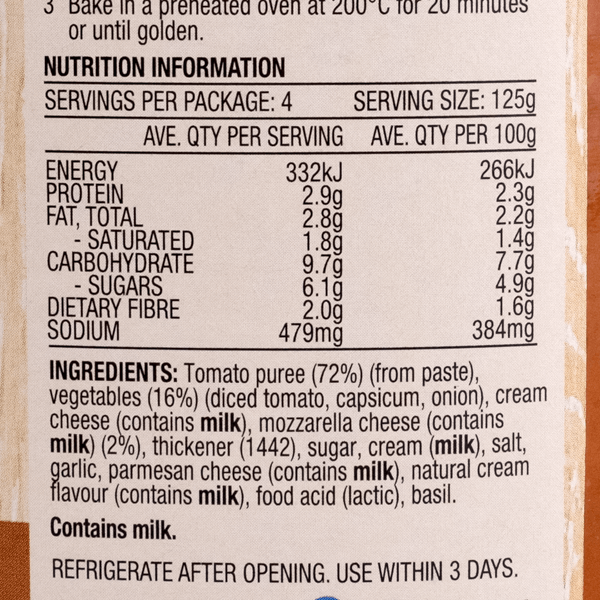 3 Bake in a preheated oven at 200°C for 20 minutes
or until golden.
NUTRITION INFORMATION
SERVINGS PER PACKAGE: 4 SERVING SIZE: 125g
AVE. QTY PER SERVING AVE. QTY PER 100g
ENERGY 332kJ 266kJ
PROTEIN 2.9g 2.3g
FAT, TOTAL 2.8g 2.2g
- SATURATED 1.8g 1.4g
CARBOHYDRATE 9.7g 7.7g
- SUGARS 6.1g 4.9g
DIETARY FIBRE 2.0g 1.6g
SODIUM 479mg 384mg
INGREDIENTS: Tomato puree (72%) (from paste),
vegetables (16%) (diced tomato, capsicum, onion), cream
cheese (contains milk), mozzarella cheese (contains
milk) (2%), thickener (1442), sugar, cream (milk), salt,
garlic, parmesan cheese (contains milk), natural cream
flavour (contains milk), food acid (lactic), basil.
Contains milk.
REFRIGERATE AFTER OPENING. USE WITHIN 3 DAYS.